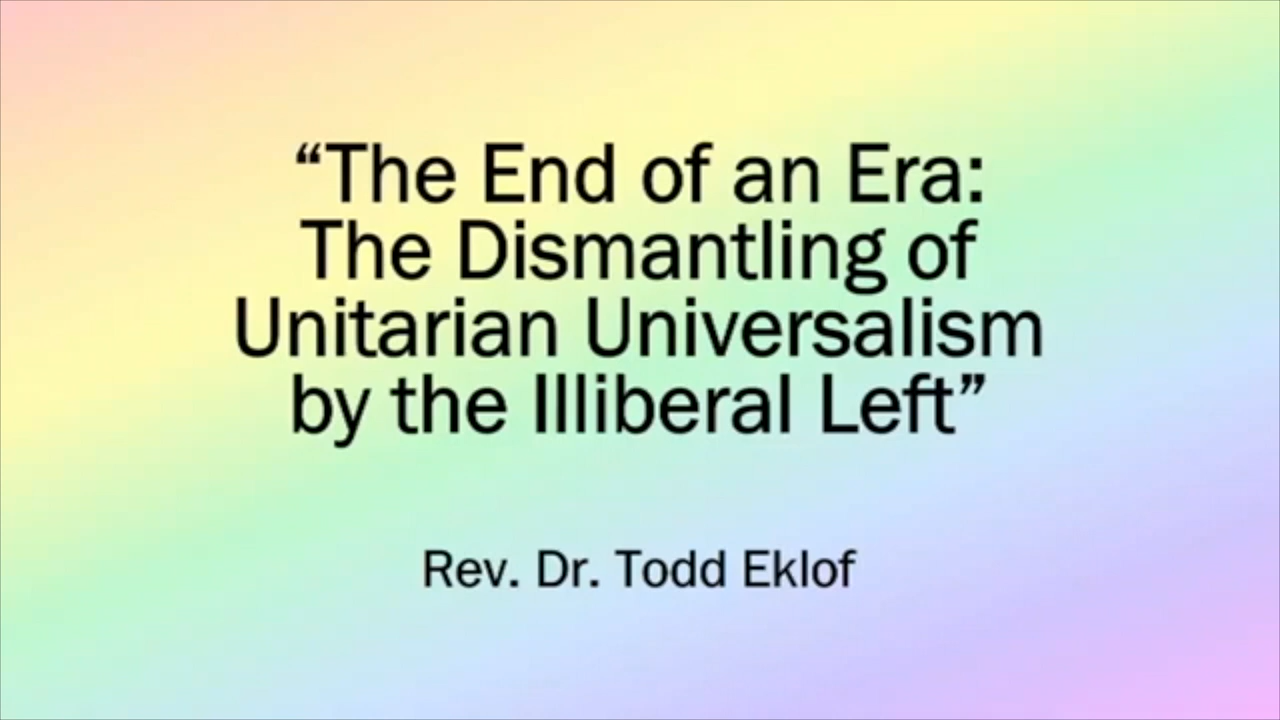 “The End of an Era:
The Dismantling of
Unitarian Universalism
by the Illiberal Left”
Rev. Dr. Todd Eklof